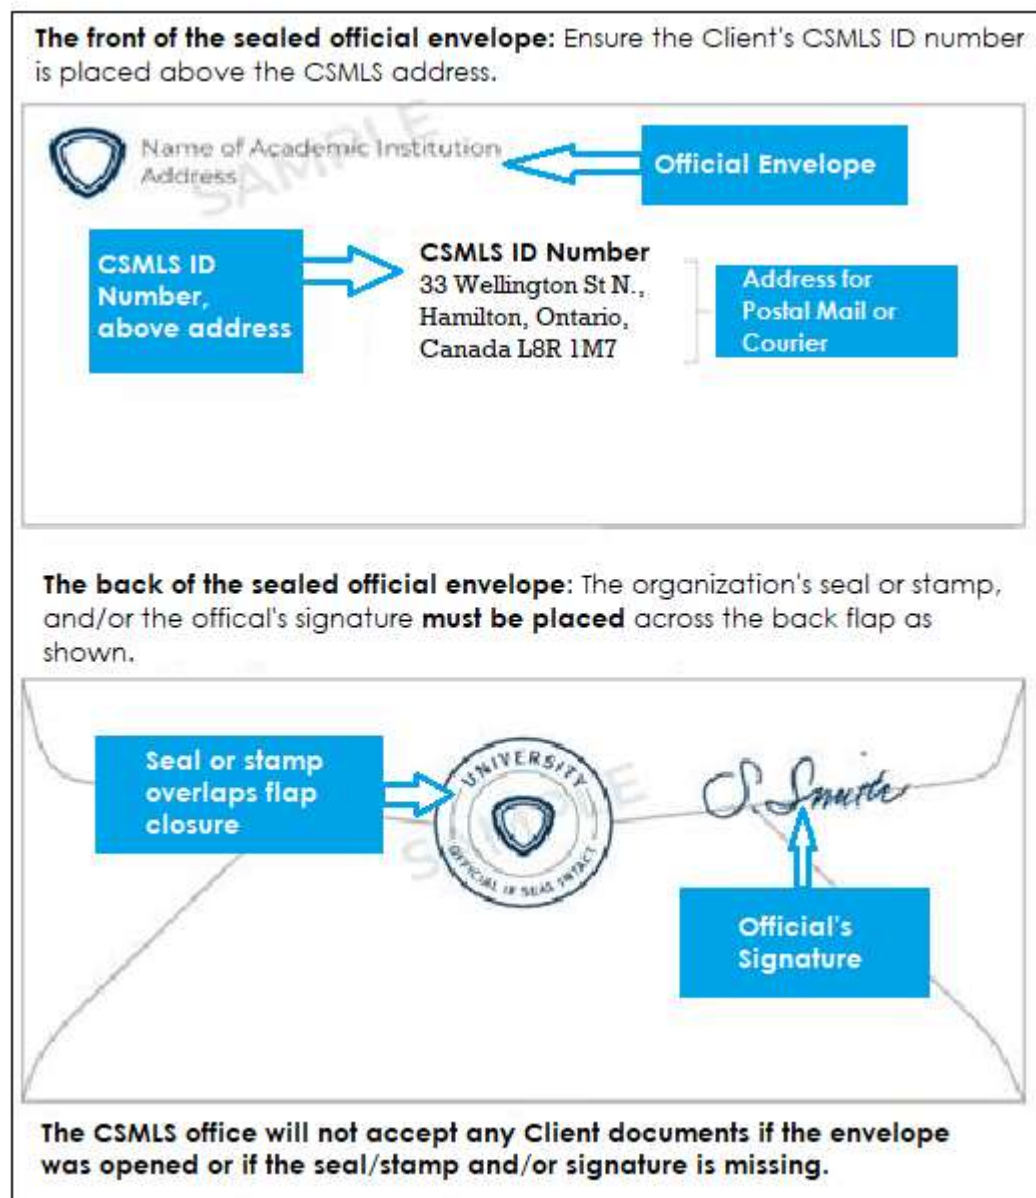 The front of the sealed official envelope: Ensure the Client's CSMLS ID number
is placed above the CSMLS address.
SAMPLE
Name of Academic Institution
Address
Official Envelope
CSMLS ID
Number,
above address
CSMLS ID Number
33 Wellington St N.,
Hamilton, Ontario,
Canada L8R 1M7
Address for
Postal Mail or
Courier
The back of the sealed official envelope: The organization's seal or stamp,
and/or the offical's signature must be placed across the back flap as
shown.
Seal or stamp
overlaps flap
closure
UNIVERSITY
OFFICIAL IF SEAL INTACT
SAMPLE
S. Smith
Official's
Signature
The CSMLS office will not accept any Client documents if the envelope
was opened or if the seal/stamp and/or signature is missing.